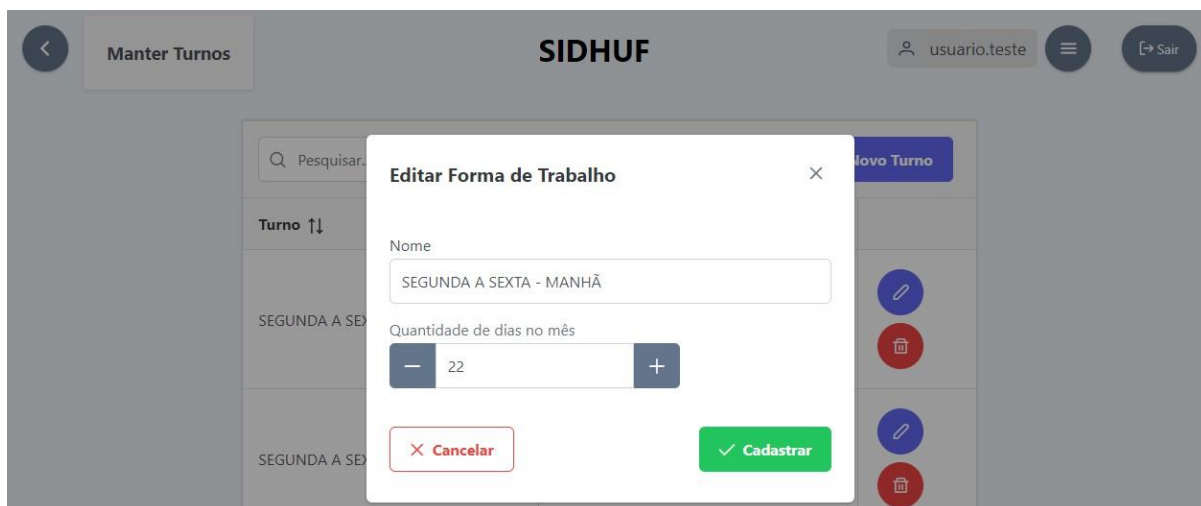 Manter Turnos
SIDHUF
usuario.teste
Sair
Pesquisar.
Novo Turno
Editar Forma de Trabalho
Turno
Nome
SEGUNDA A SEXTA - MANHÃ
SEGUNDA A SEX
Quantidade de dias no mês
22
Cancelar
Cadastrar
SEGUNDA A SEX